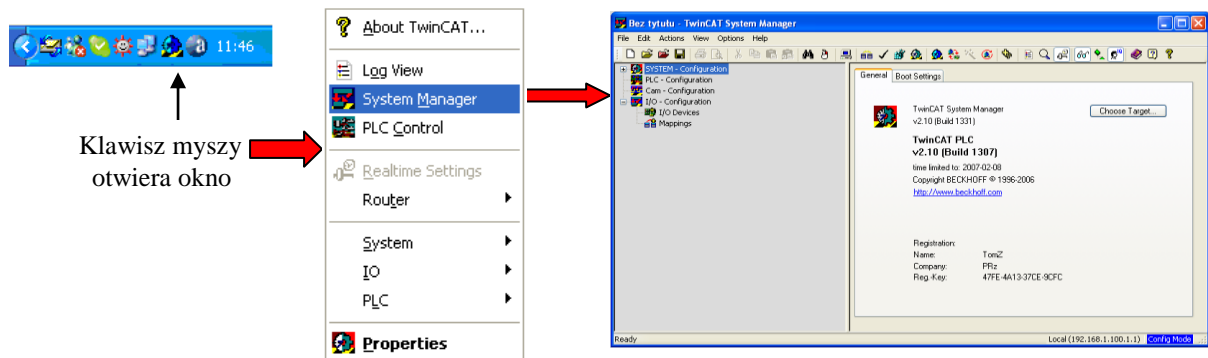 11:46
Klawisz myszy
otwiera okno
About TwinCAT...
Log View
System Manager
PLC Control
Realtime Settings
Router
System
IO
PLC
Properties
Bez tytułu - TwinCAT System Manager
File Edit Actions View Options Help
SYSTEM - Configuration
PLC - Configuration
Cam - Configuration
I/O - Configuration
I/O Devices
Mappings
General Boot Settings
TwinCAT System Manager
v2.10 (Build 1331)
Choose Target...
TwinCAT PLC
v2.10 (Build 1307)
time limited to: 2007-02-08
Copyright BECKHOFF © 1996-2006
http://www.beckhoff.com
Registration:
Name: TomZ
Company: PRz
Reg.-Key: 47FE-4A13-37CE-9CFC
Ready
Local (192.168.1.100.1.1) Config Mode